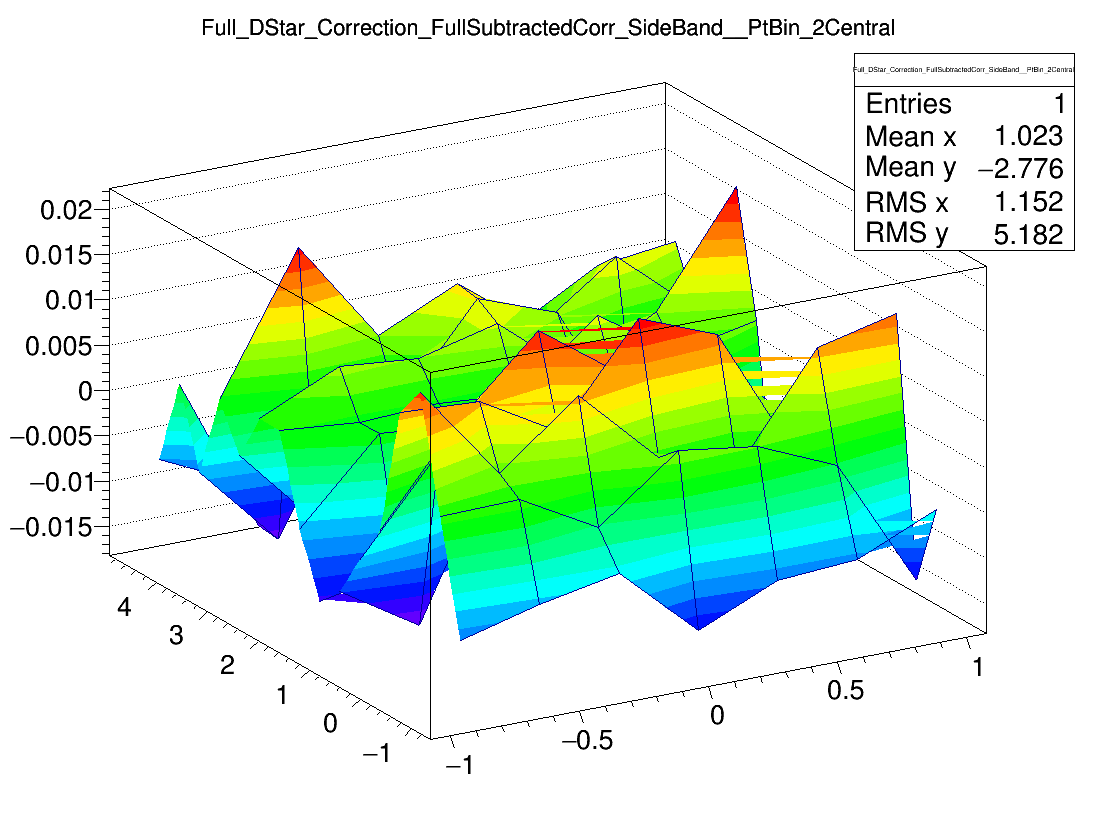 Full_DStar_Correction_FullSubtractedCorr_SideBand__PtBin_2Central
Full_DStar_Correction_FullSubtractedCorr_SideBand__PtBin_2Central
Entries 1
Mean x 1.023
Mean y −2.776
RMS x 1.152
RMS y 5.182
0.02
0.015
0.01
0.005
0
−0.005
−0.01
−0.015
4
3
2
1
0
−1
−1
−0.5
0
0.5
1